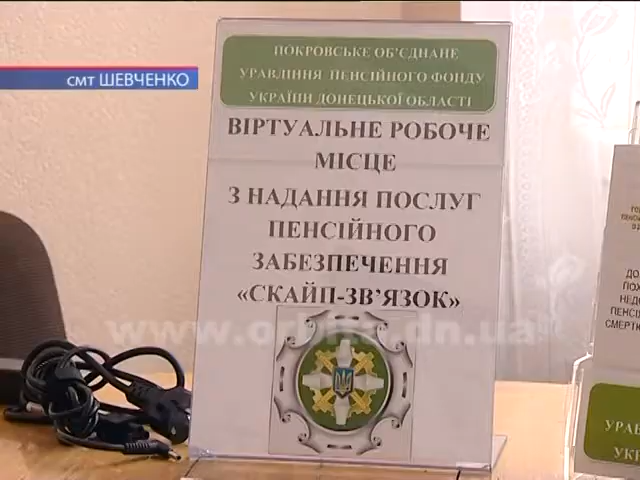 смт ШЕВЧЕНКО
ПОКРОВСЬКЕ ОБ'ЄДНАНЕ
УРАВЛІННЯ ПЕНСІЙНОГО ФОНДУ
УКРАЇНИ ДОНЕЦЬКОЇ ОБЛАСТІ
ВІРТУАЛЬНЕ РОБОЧЕ
МІСЦЕ
З НАДАННЯ ПОСЛУГ
ПЕНСІЙНОГО
ЗАБЕЗПЕЧЕННЯ
«СКАЙП-ЗВ'ЯЗОК»
www.orbita.dn.ua